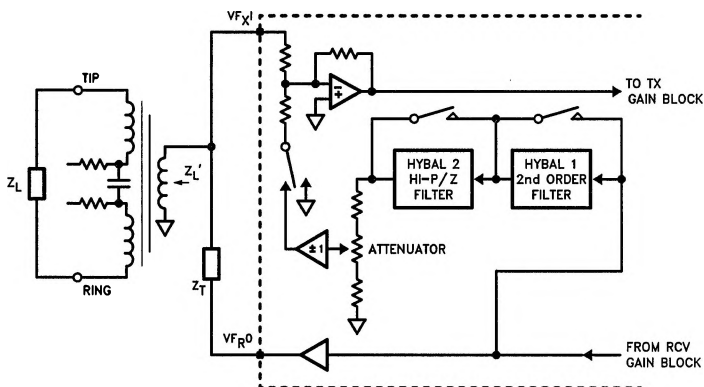 VFXI
TIP
TO TX
GAIN BLOCK
− +
ZL
ZL'
HYBAL 2
HI–P/Z
FILTER
HYBAL 1
2nd ORDER
FILTER
±1
ATTENUATOR
ZT
RING
VFRO
FROM RCV
GAIN BLOCK